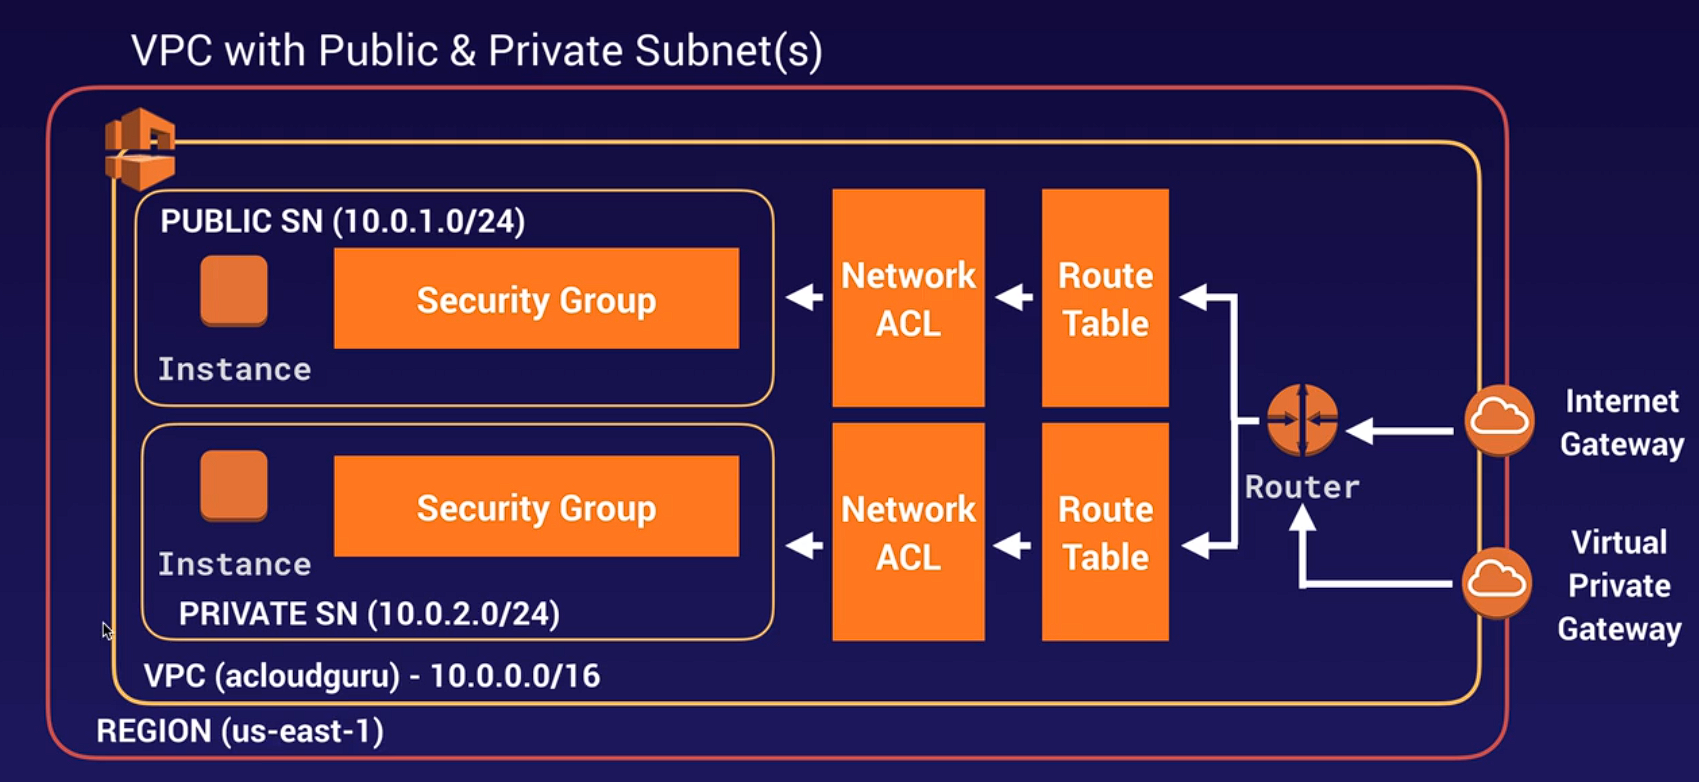 VPC with Public & Private Subnet(s)
PUBLIC SN (10.0.1.0/24)
Security Group
Instance
Network
ACL
Route
Table
Security Group
Instance
PRIVATE SN (10.0.2.0/24)
Network
ACL
Route
Table
Router
Internet
Gateway
Virtual
Private
Gateway
VPC (acloudguru) - 10.0.0.0/16
REGION (us-east-1)